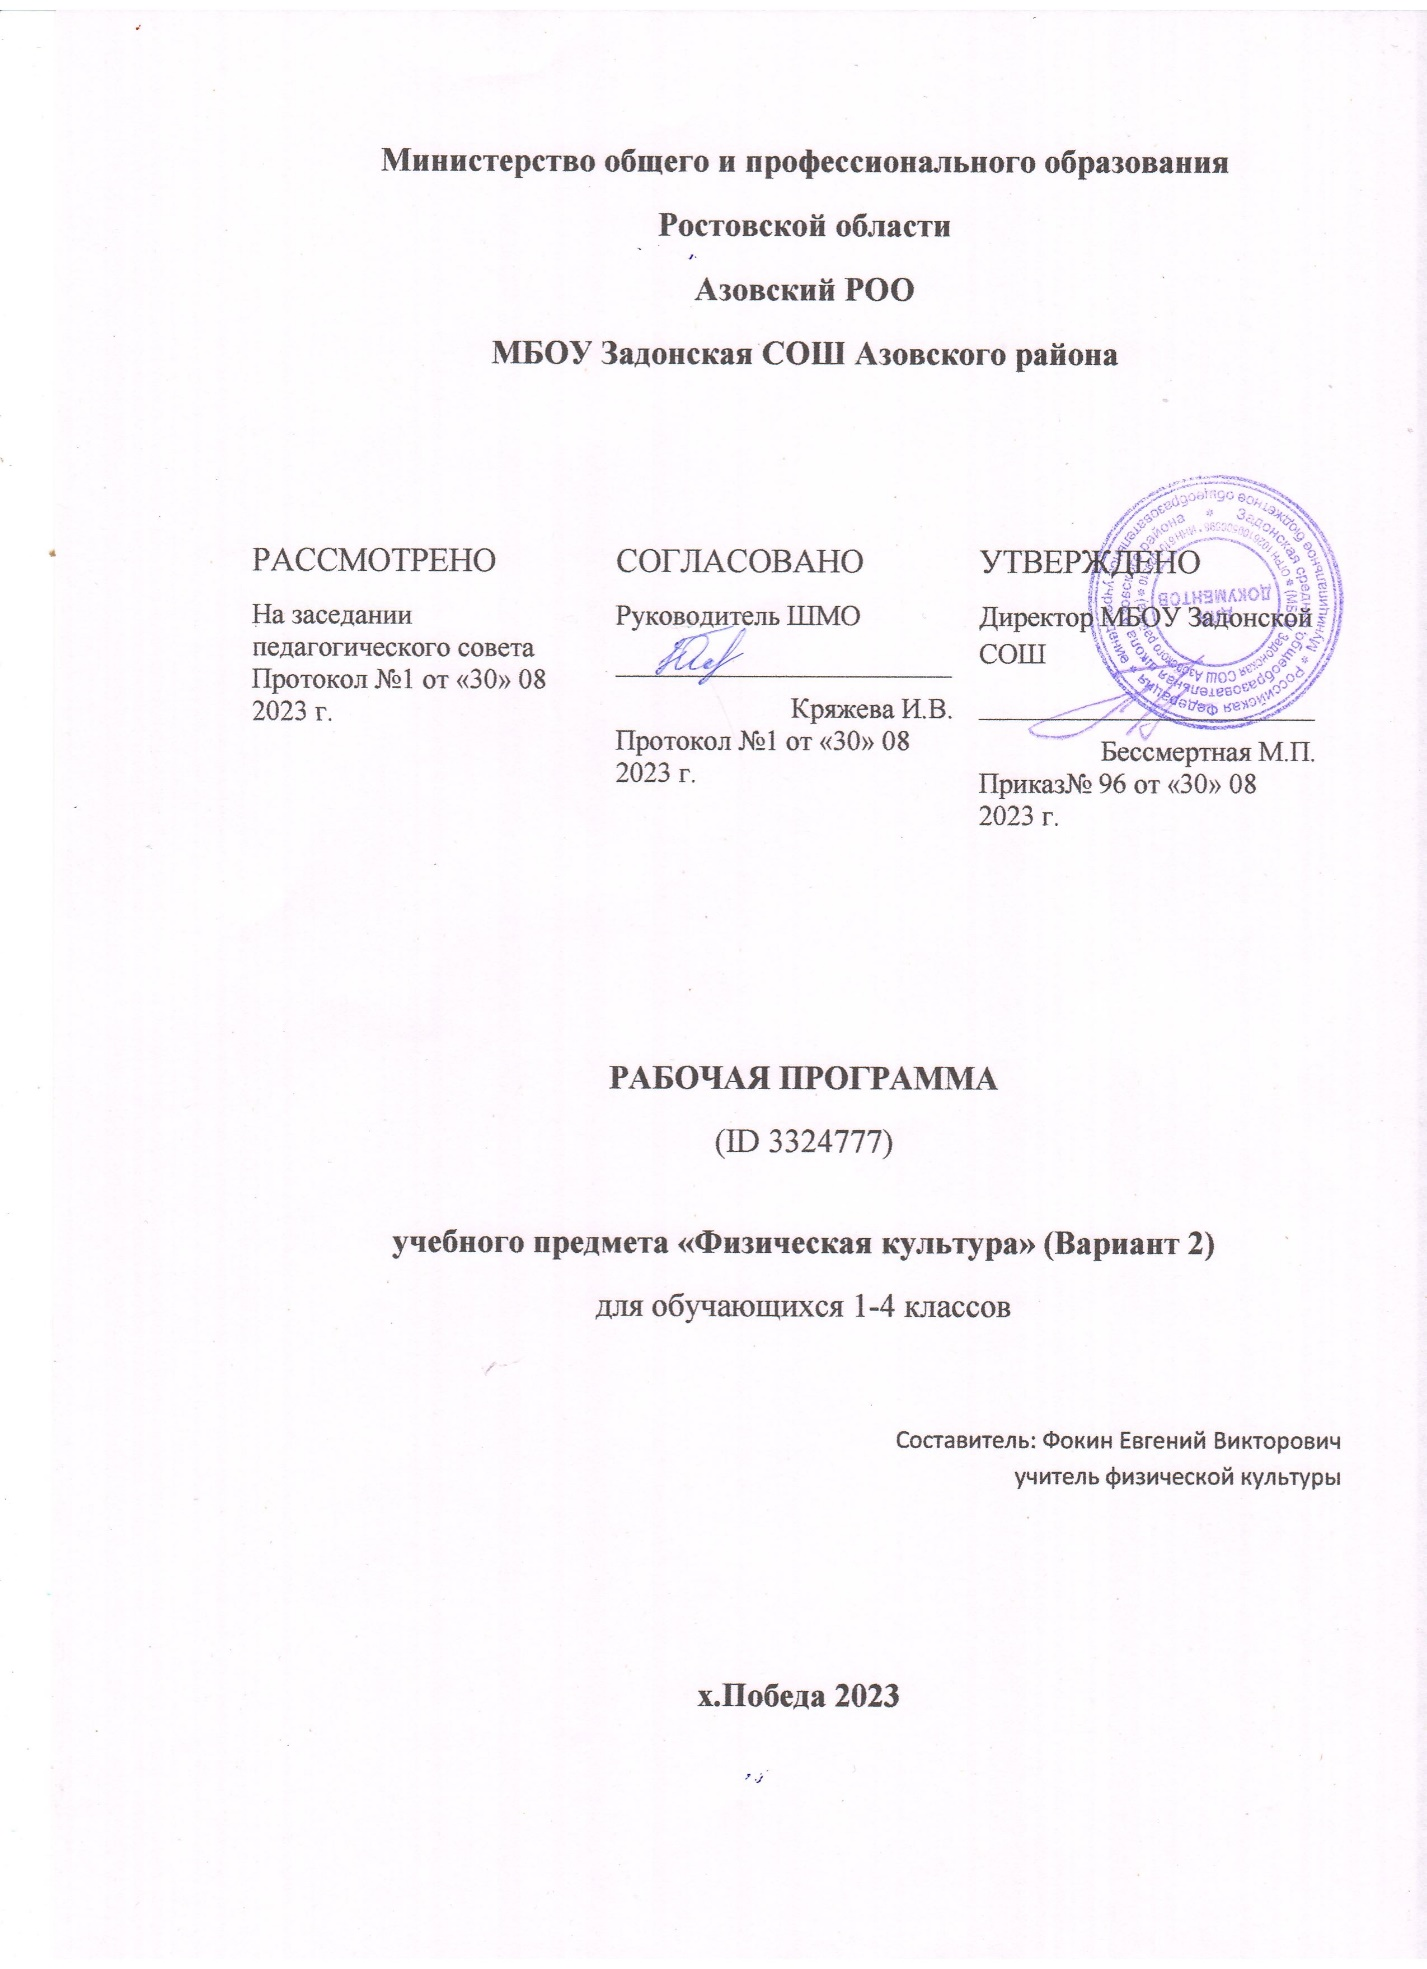 Министерство общего и профессионального образования
Ростовской области
Азовский РОО
МБОУ Задонская СОШ Азовского района
РАССМОТРЕНО
На заседании
педагогического совета
Протокол №1 от «30» 08
2023 г.
СОГЛАСОВАНО
Руководитель ШМО
Кряжева И.В.
Протокол №1 от «30» 08
2023 г.
УТВЕРЖДЕНО
Директор МБОУ Задонской
СОШ
Бессмертная М.П.
Приказ№ 96 от «30» 08
2023 г.
ДЛЯ
ДОКУМЕНТОВ
РАБОЧАЯ ПРОГРАММА
(ID 3324777)
учебного предмета «Физическая культура» (Вариант 2)
для обучающихся 1-4 классов
Составитель: Фокин Евгений Викторович
учитель физической культуры
х.Победа 2023